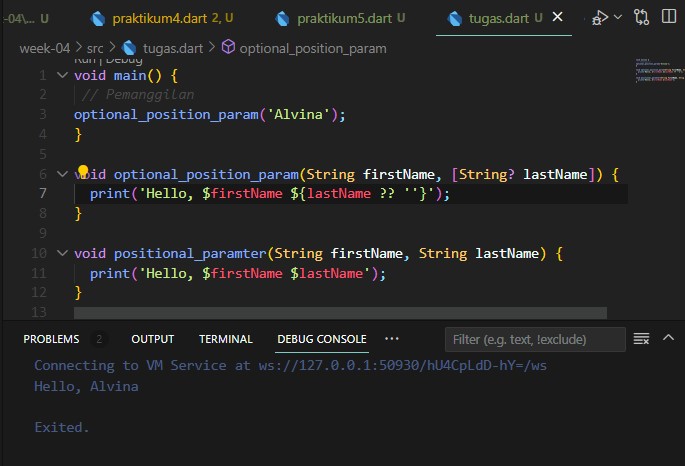 -04\... U praktikum4.dart 2, U praktikum5.dart U tugas.dart U
week-04 > src > tugas.dart > optional_position_param
Run | Debug
1 void main() {
2 // Pemanggilan
3 optional_position_param('Alvina');
4 }
5
6 void optional_position_param(String firstName, [String? lastName]) {
7 print('Hello, $firstName ${lastName ?? ''}');
8 }
9
10 void positional_paramter(String firstName, String lastName) {
11 print('Hello, $firstName $lastName');
12 }
13
PROBLEMS 2 OUTPUT TERMINAL DEBUG CONSOLE ... Filter (e.g. text, !exclude)
Connecting to VM Service at ws://127.0.0.1:50930/hU4CpLdD-hY=/ws
Hello, Alvina
Exited.